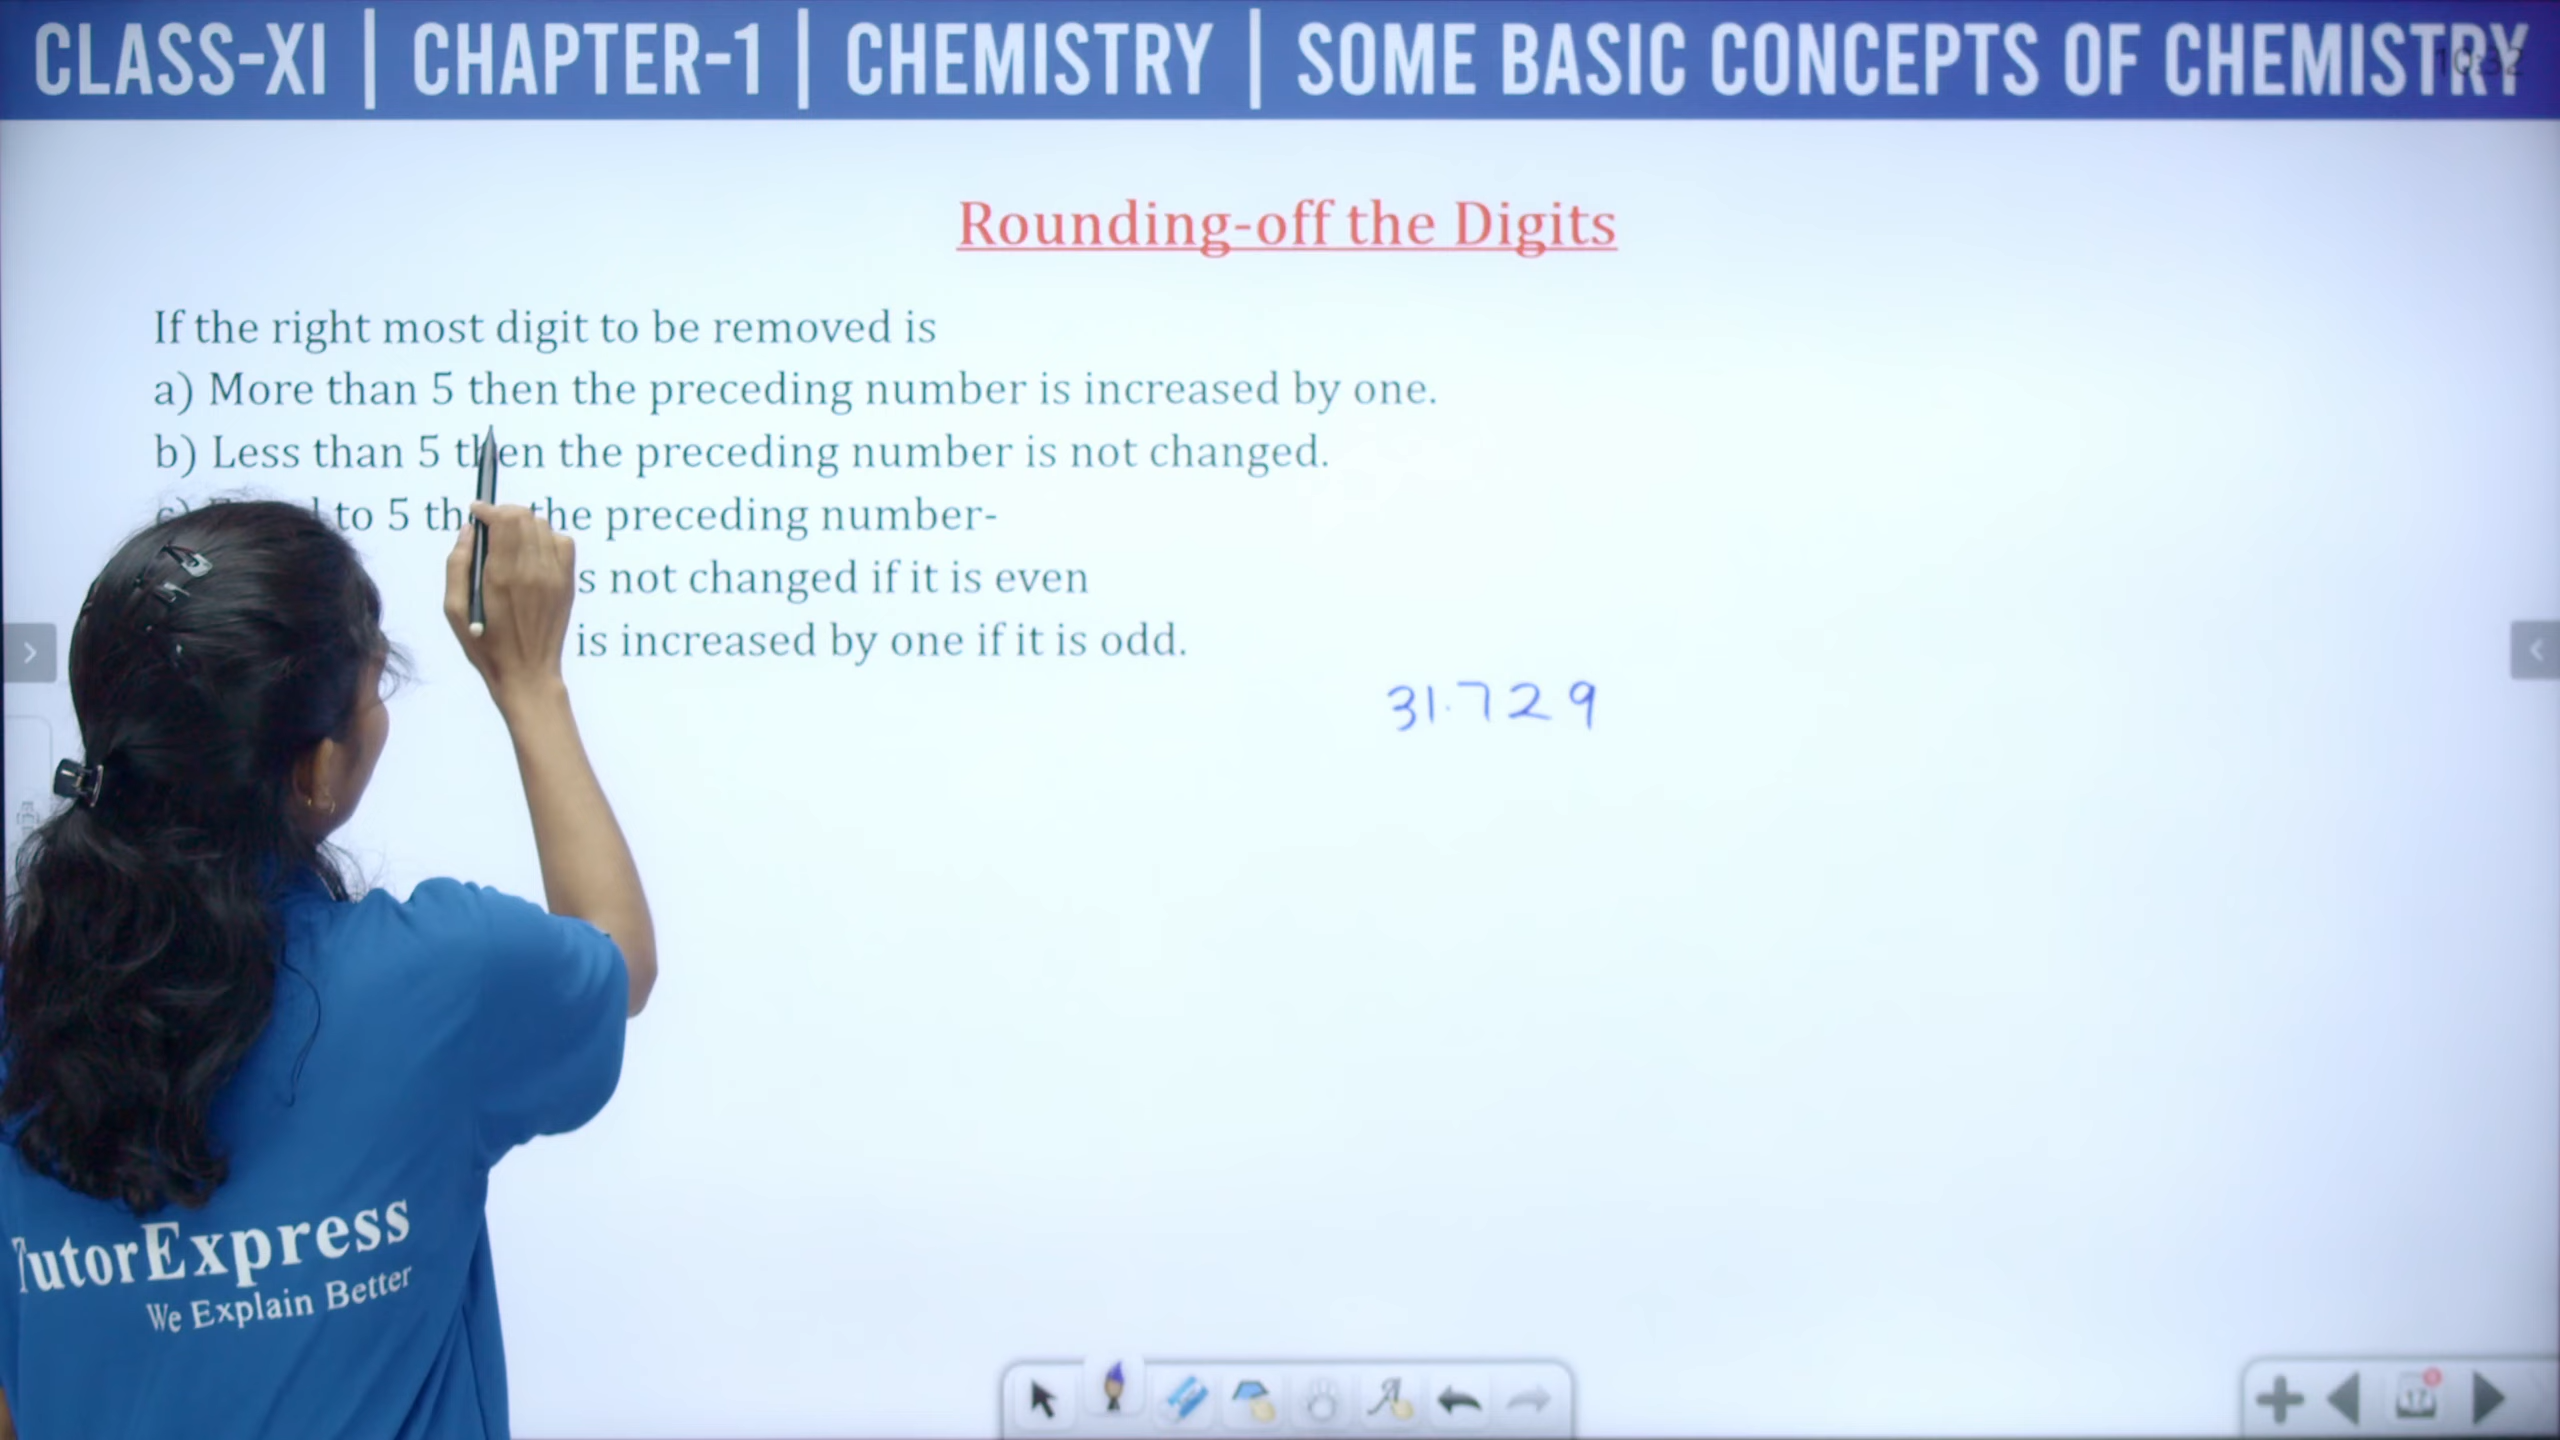 CLASS-XI | CHAPTER-1 | CHEMISTRY | SOME BASIC CONCEPTS OF CHEMISTRY
10:32
Rounding-off the Digits
If the right most digit to be removed is
a) More than 5 then the preceding number is increased by one.
b) Less than 5 then the preceding number is not changed.
to 5 the preceding number-
not changed if it is even
is increased by one if it is odd.
31.729
TutorExpress
We Explain Better
17